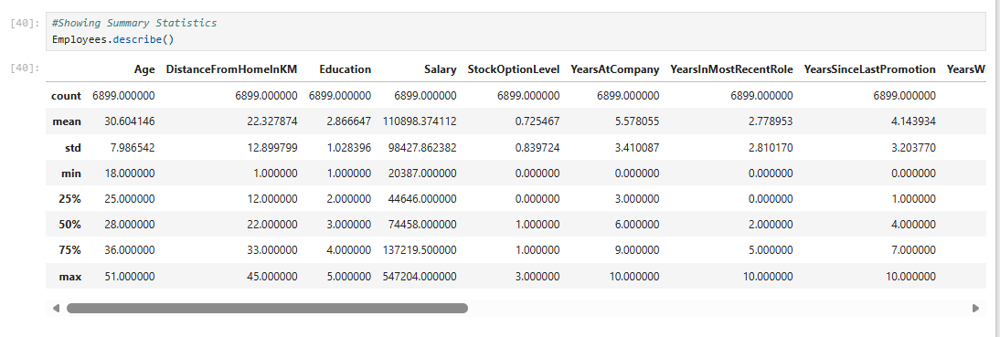 [40]: #Showing Summary Statistics
Employees.describe()
[40]: Age DistanceFromHomeInKM Education Salary StockOptionLevel YearsAtCompany YearsInMostRecentRole YearsSinceLastPromotion YearsW
count 6899.000000 6899.000000 6899.000000 6899.000000 6899.000000 6899.000000 6899.000000 6899.000000
mean 30.604146 22.327874 2.866647 110898.374112 0.725467 5.578055 2.778953 4.143934
std 7.986542 12.899799 1.028396 98427.862382 0.839724 3.410087 2.810170 3.203770
min 18.000000 1.000000 1.000000 20387.000000 0.000000 0.000000 0.000000 0.000000
25% 25.000000 12.000000 2.000000 44646.000000 0.000000 3.000000 0.000000 1.000000
50% 28.000000 22.000000 3.000000 74458.000000 1.000000 6.000000 2.000000 4.000000
75% 36.000000 33.000000 4.000000 137219.500000 1.000000 9.000000 5.000000 7.000000
max 51.000000 45.000000 5.000000 547204.000000 3.000000 10.000000 10.000000 10.000000